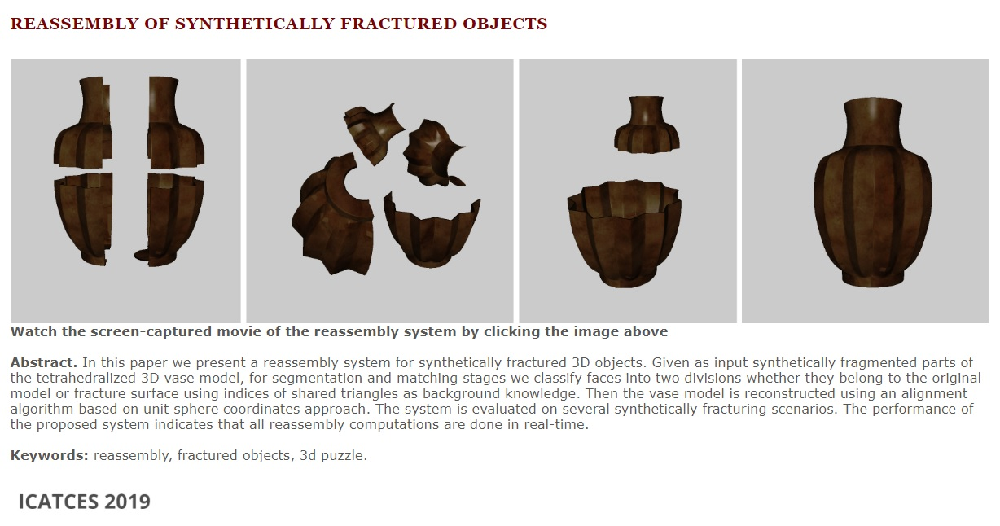 REASSEMBLY OF SYNTHETICALLY FRACTURED OBJECTS
Watch the screen-captured movie of the reassembly system by clicking the image above
Abstract. In this paper we present a reassembly system for synthetically fractured 3D objects. Given as input synthetically fragmented parts of
the tetrahedralized 3D vase model, for segmentation and matching stages we classify faces into two divisions whether they belong to the original
model or fracture surface using indices of shared triangles as background knowledge. Then the vase model is reconstructed using an alignment
algorithm based on unit sphere coordinates approach. The system is evaluated on several synthetically fracturing scenarios. The performance of
the proposed system indicates that all reassembly computations are done in real-time.
Keywords: reassembly, fractured objects, 3d puzzle.
ICATCES 2019